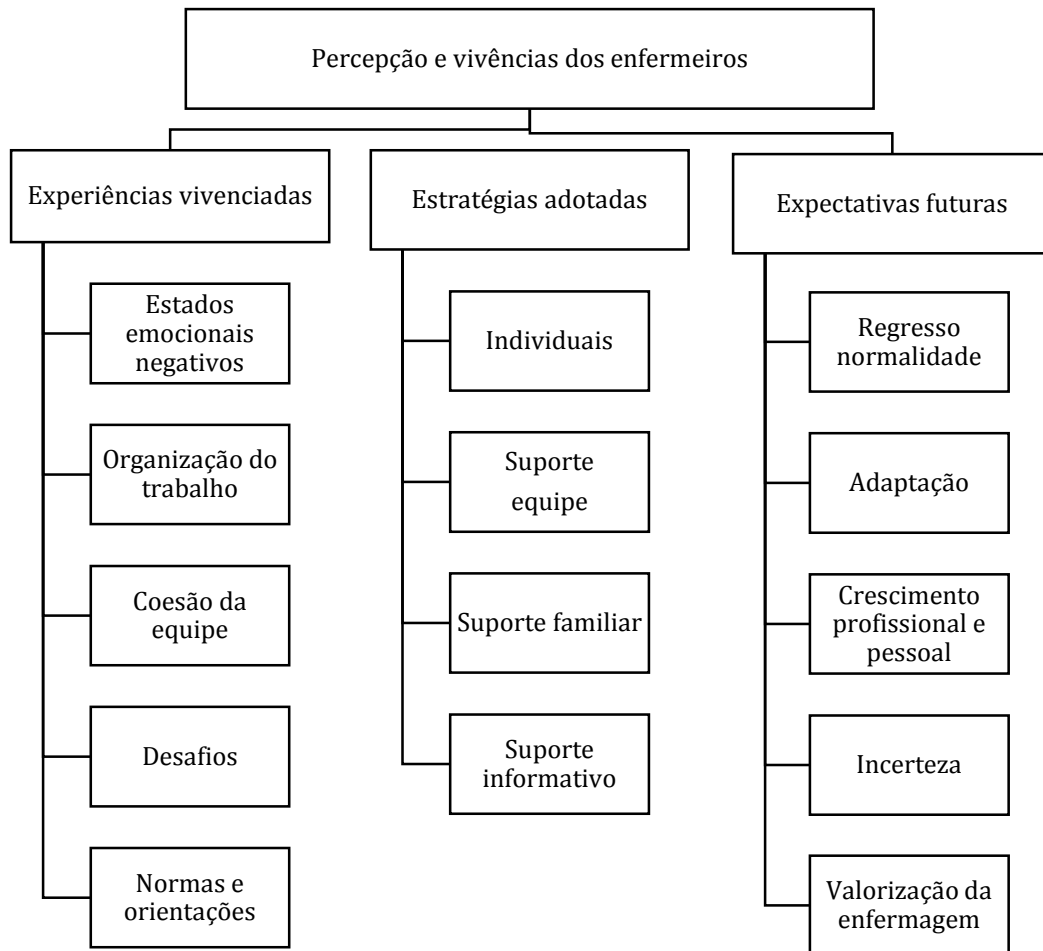 Percepção e vivências dos enfermeiros
Experiências vivenciadas
Estados
emocionais
negativos
Organização do
trabalho
Coesão da
equipe
Desafios
Normas e
orientações
Estratégias adotadas
Individuais
Suporte
equipe
Suporte familiar
Suporte
informativo
Expectativas futuras
Regresso
normalidade
Adaptação
Crescimento
profissional e
pessoal
Incerteza
Valorização da
enfermagem